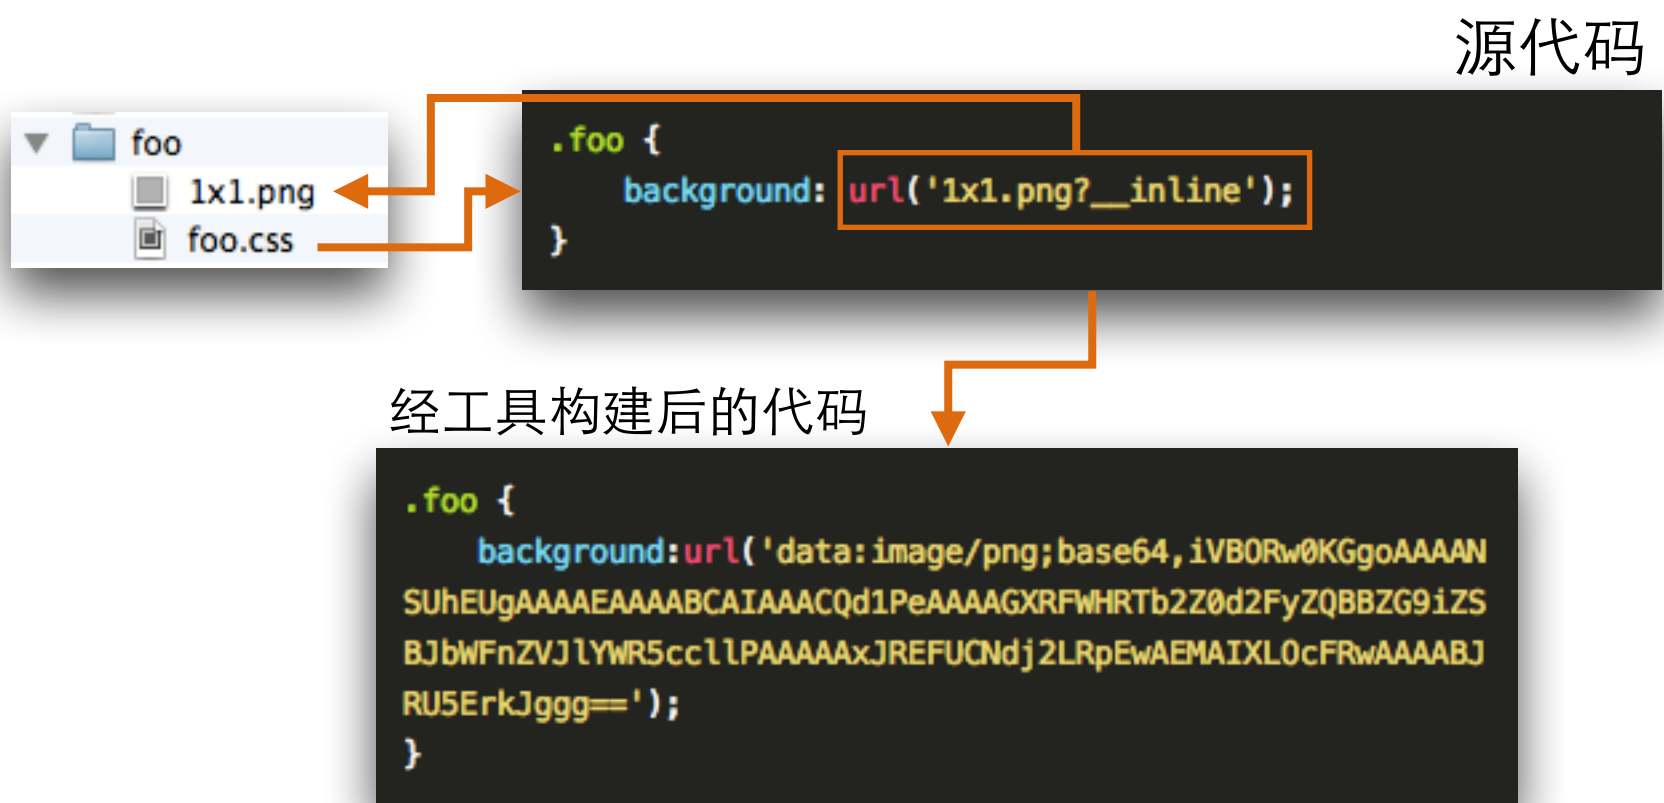 源代码
foo
1x1.png
foo.css
.foo {
background: url('1x1.png?__inline');
}
经工具构建后的代码
.foo {
background:url('data:image/png;base64,iVBORw0KGgoAAAAN
SUhEUgAAAAEAAAABCAIAAACQd1PeAAAAGXRFWHRTb2Z0d2FyZQBBZG9iZS
BJbWFnZVJlYWR5ccllPAAAAAxJREFUCNdj2LRpEwAEMAIXLOcFRwAAAABJ
RU5ErkJggg==');
}